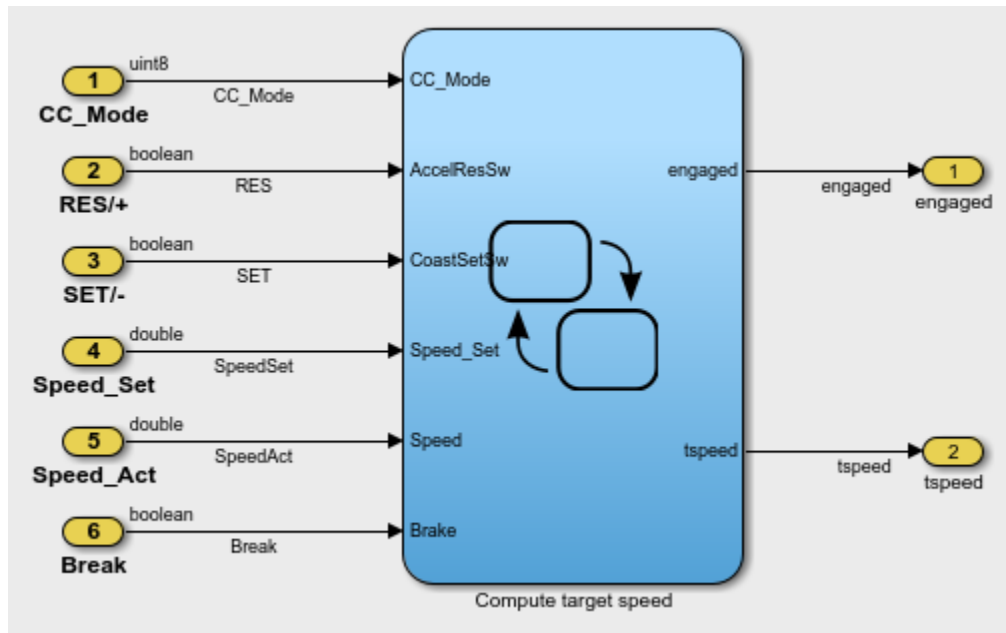 uint8
1
CC_Mode
CC_Mode
CC_Mode
boolean
2
RES
RES/+
AccelResSw
boolean
3
SET
SET/-
CoastSetSw
double
4
SpeedSet
Speed_Set
Speed_Set
double
5
SpeedAct
Speed_Act
Speed
boolean
6
Break
Break
Brake
engaged
engaged
1
engaged
tspeed
tspeed
2
tspeed
Compute target speed